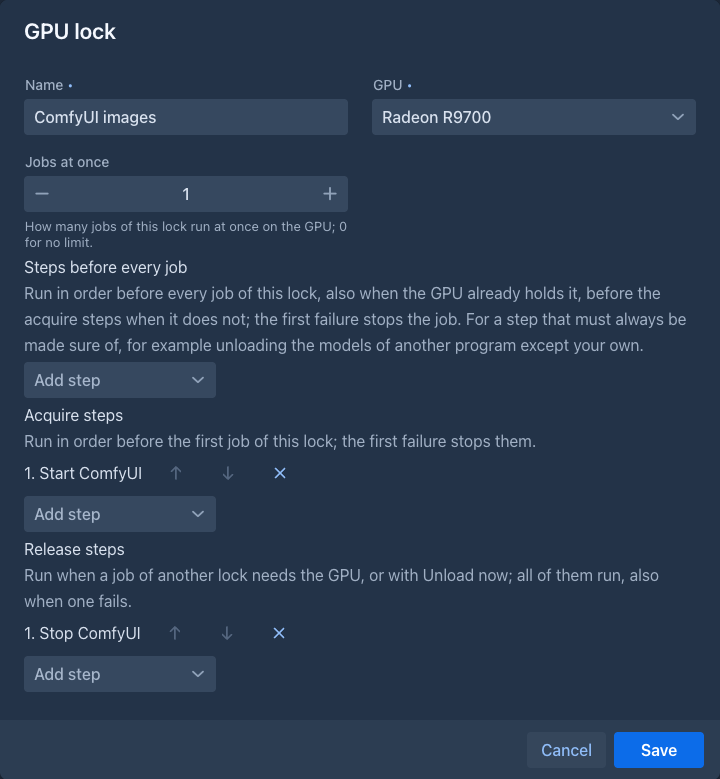 GPU lock
Name •
GPU •
ComfyUI images
Radeon R9700
Jobs at once
1
How many jobs of this lock run at once on the GPU; 0
for no limit.
Steps before every job
Run in order before every job of this lock, also when the GPU already holds it, before the
acquire steps when it does not; the first failure stops the job. For a step that must always be
made sure of, for example unloading the models of another program except your own.
Add step
Acquire steps
Run in order before the first job of this lock; the first failure stops them.
1. Start ComfyUI
Add step
Release steps
Run when a job of another lock needs the GPU, or with Unload now; all of them run, also
when one fails.
1. Stop ComfyUI
Add step
Cancel
Save